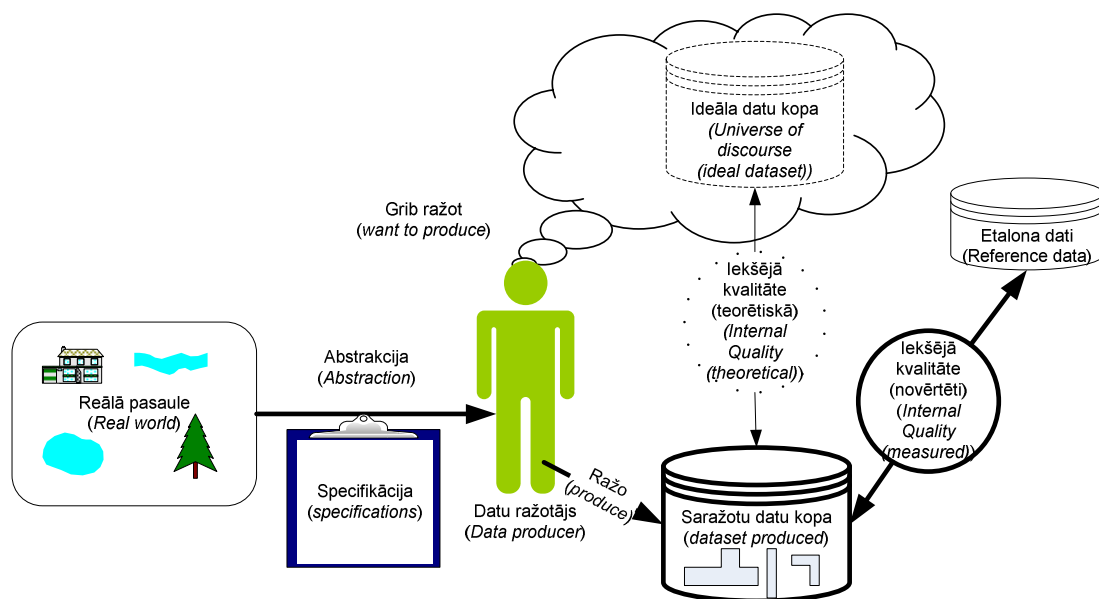 Ideāla datu kopa
(Universe of
discourse
(ideal dataset))
Grib ražot
(want to produce)
Etalona dati
(Reference data)
Iekšējā
kvalitāte
(teorētiskā)
(Internal
Quality
(theoretical))
Iekšējā
kvalitāte
(novērtēti)
(Internal
Quality
(measured))
Abstrakcija
(Abstraction)
Reālā pasaule
(Real world)
Specifikācija
(specifications)
Datu ražotājs
(Data producer)
Ražo
(produce)
Saražotu datu kopa
(dataset produced)